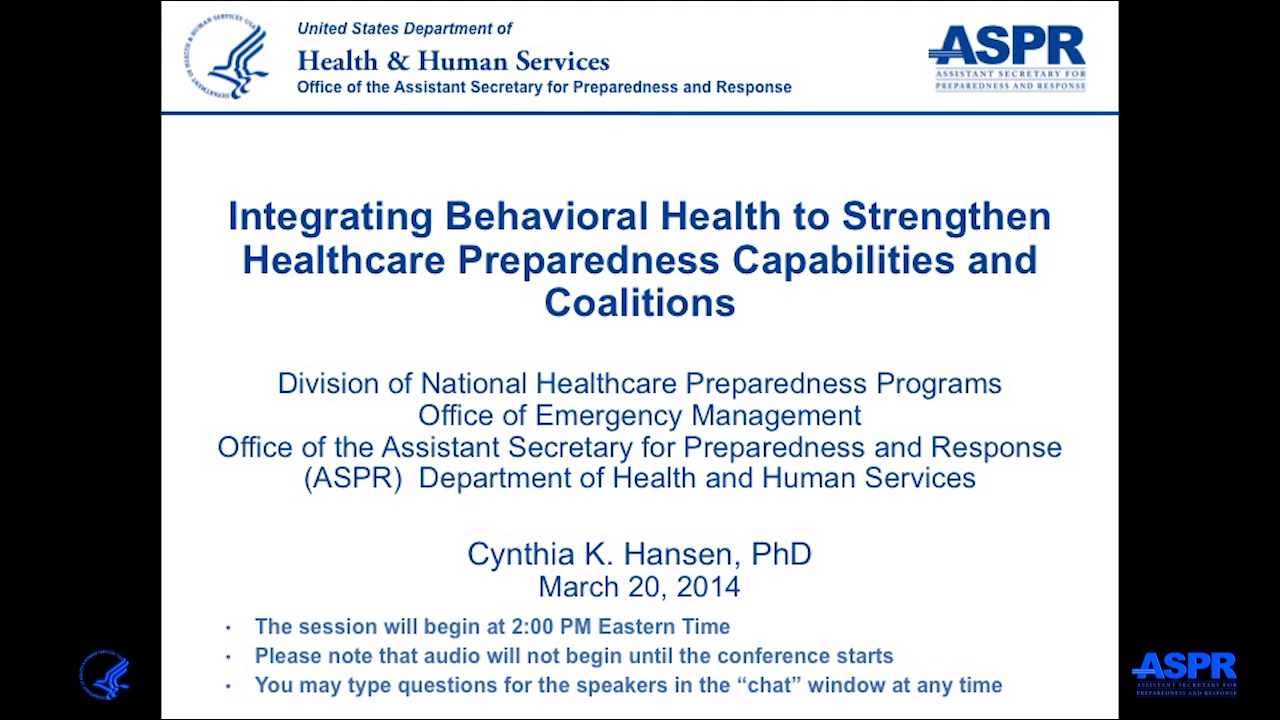 United States Department of
Health & Human Services
Office of the Assistant Secretary for Preparedness and Response
ASPR
ASSISTANT SECRETARY FOR
PREPAREDNESS AND RESPONSE
Integrating Behavioral Health to Strengthen
Healthcare Preparedness Capabilities and
Coalitions
Division of National Healthcare Preparedness Programs
Office of Emergency Management
Office of the Assistant Secretary for Preparedness and Response
(ASPR) Department of Health and Human Services
Cynthia K. Hansen, PhD
March 20, 2014
· The session will begin at 2:00 PM Eastern Time
· Please note that audio will not begin until the conference starts
· You may type questions for the speakers in the “chat” window at any time
ASPR
ASSISTANT SECRETARY FOR
PREPAREDNESS AND RESPONSE